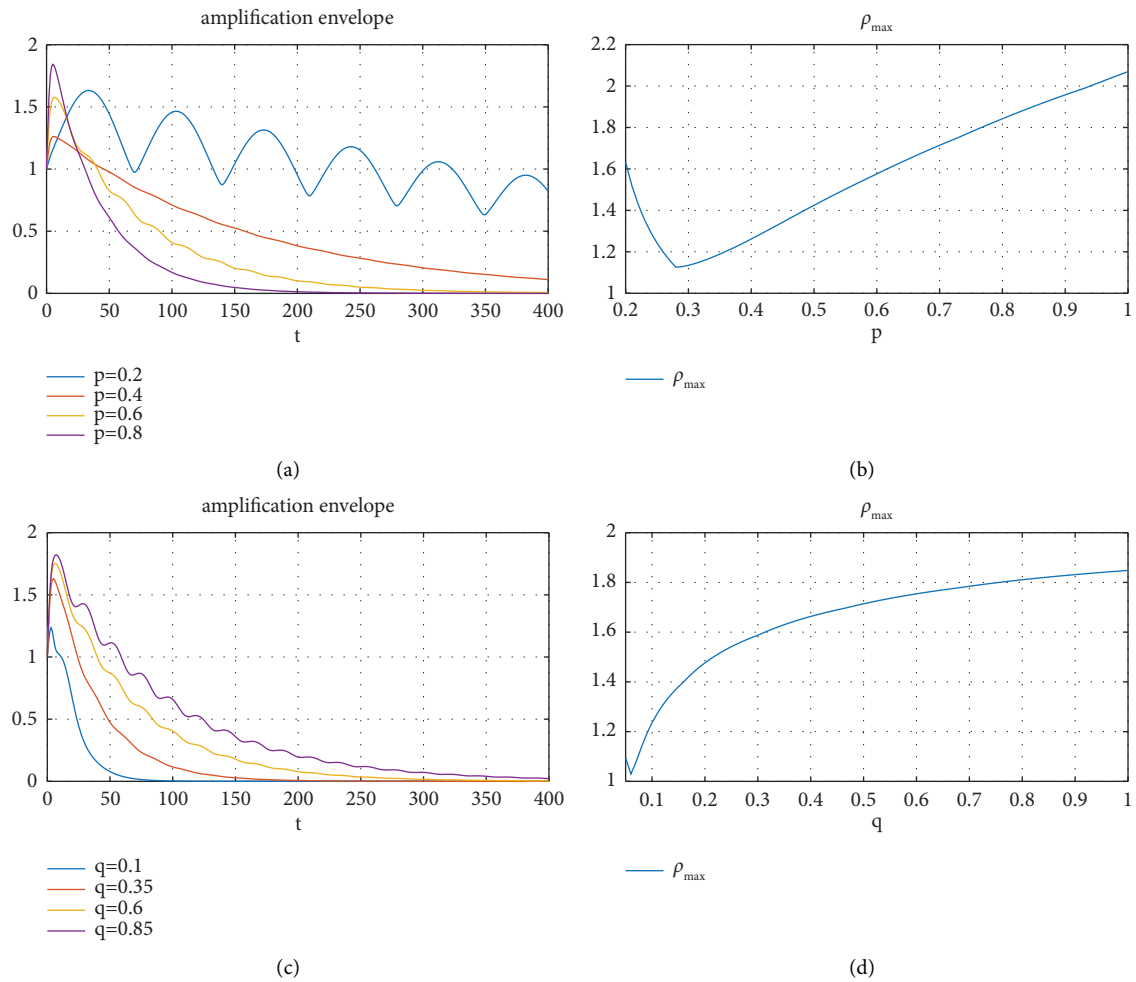 amplification envelope
2
1.5
1
0.5
0
0 50 100 150 200 250 300 350 400
t
p=0.2
p=0.4
p=0.6
p=0.8
(a)
ρmax
2.2
2
1.8
1.6
1.4
1.2
1
0.2 0.3 0.4 0.5 0.6 0.7 0.8 0.9 1
p
ρmax
(b)
amplification envelope
2
1.5
1
0.5
0
0 50 100 150 200 250 300 350 400
t
q=0.1
q=0.35
q=0.6
q=0.85
(c)
ρmax
2
1.8
1.6
1.4
1.2
1
0.1 0.2 0.3 0.4 0.5 0.6 0.7 0.8 0.9 1
q
ρmax
(d)